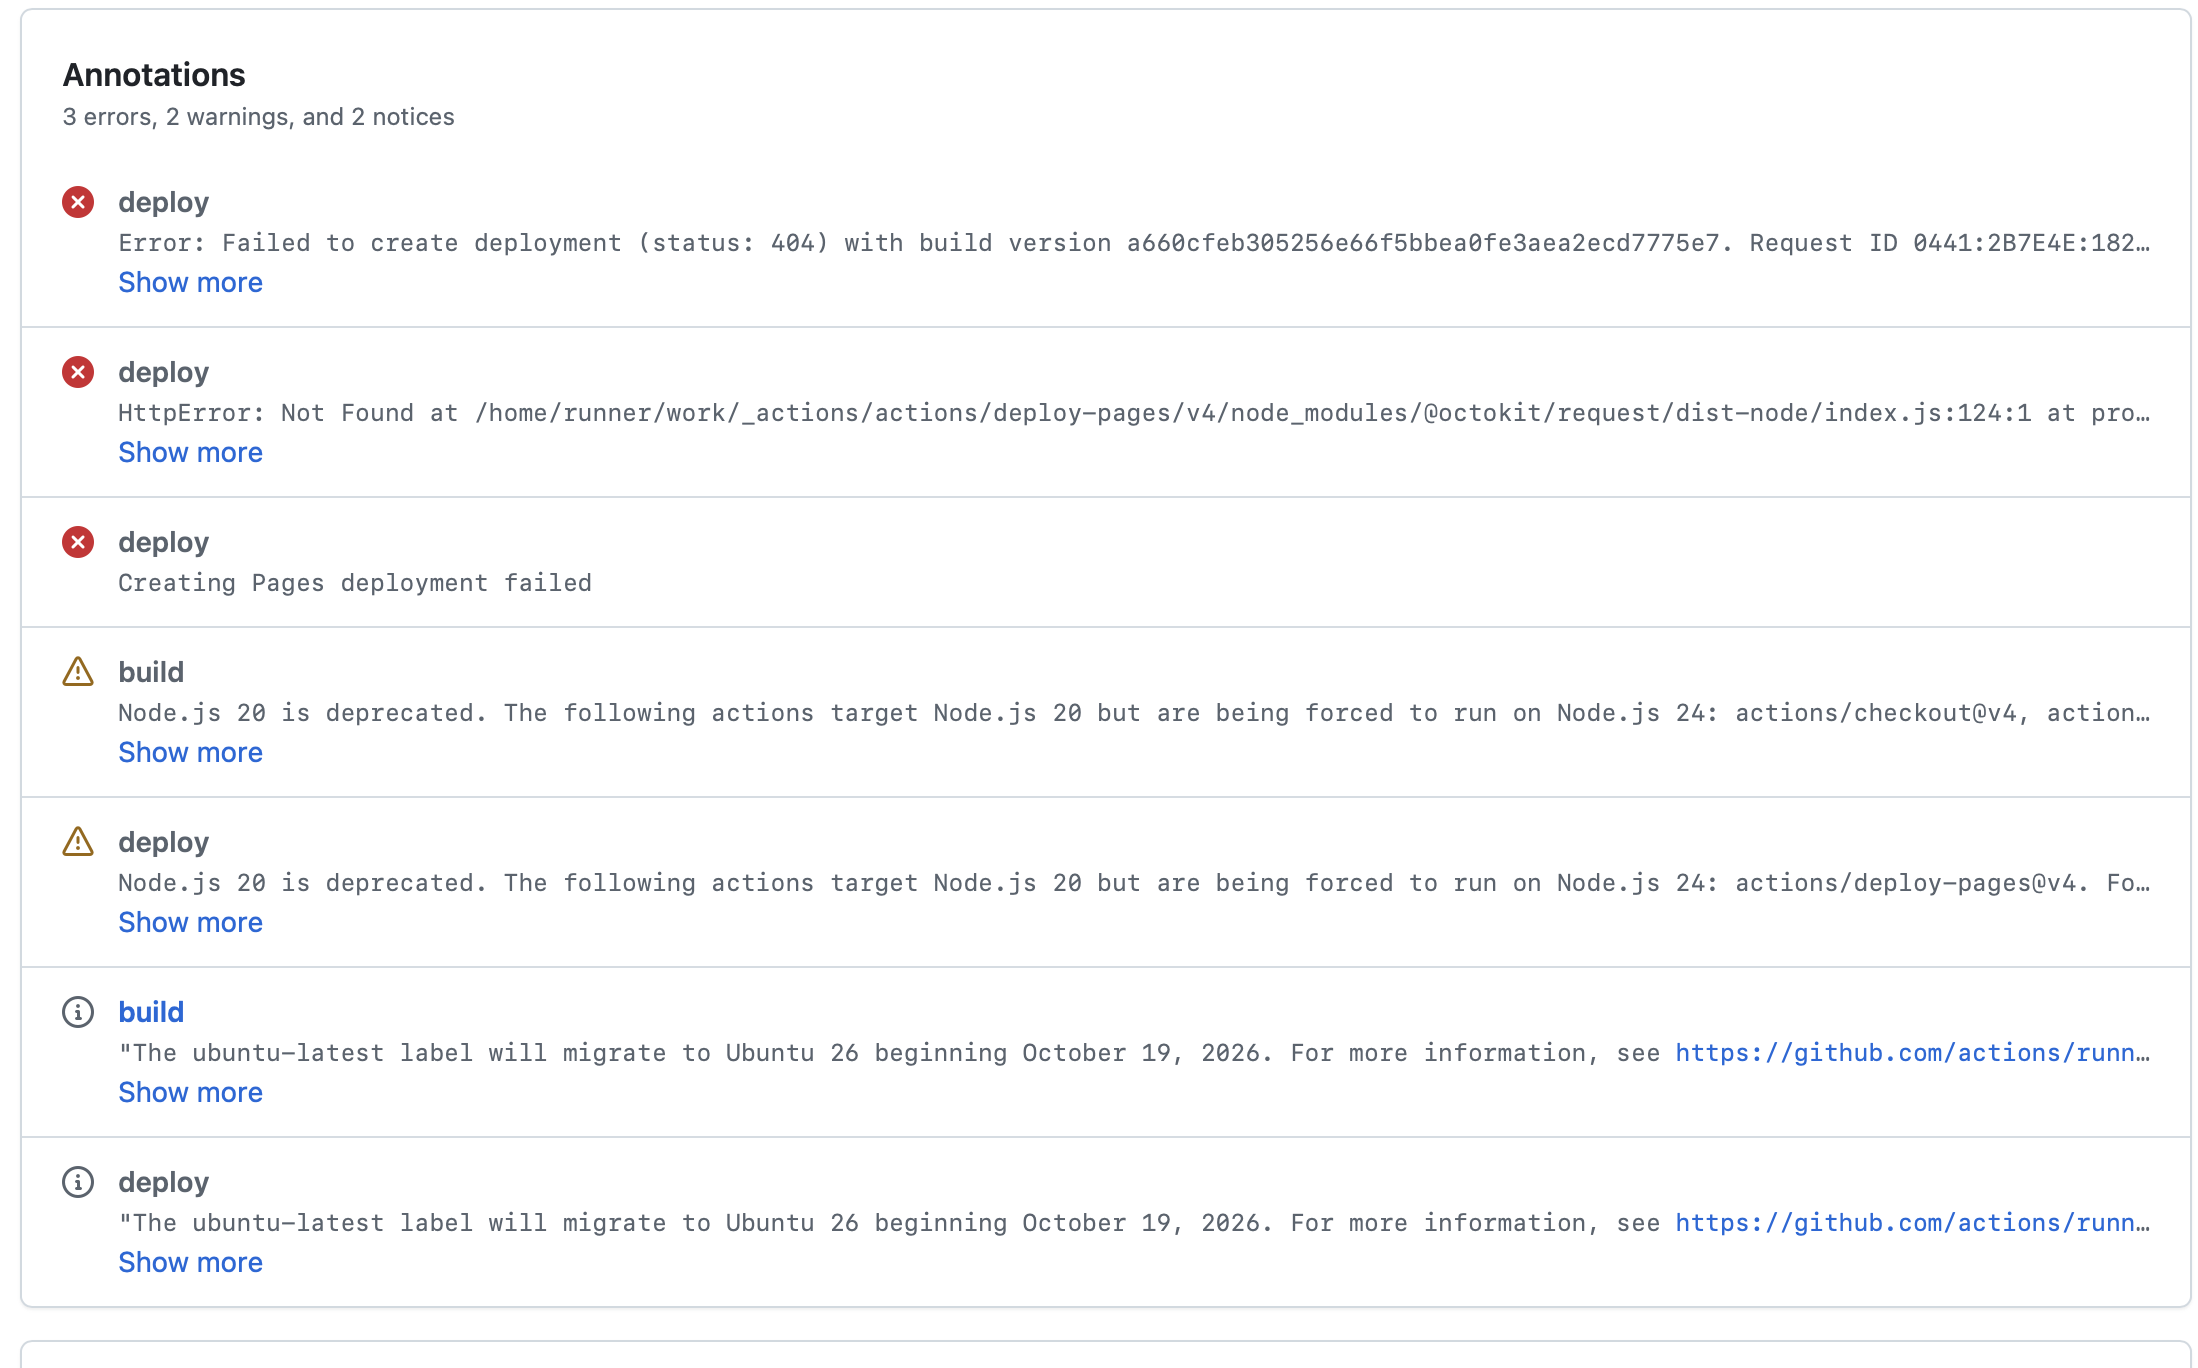 Annotations
3 errors, 2 warnings, and 2 notices
deploy
Error: Failed to create deployment (status: 404) with build version a660cfeb305256e66f5bbea0fe3aea2ecd7775e7. Request ID 0441:2B7E4E:182…
Show more
deploy
HttpError: Not Found at /home/runner/work/_actions/actions/deploy-pages/v4/node_modules/@octokit/request/dist-node/index.js:124:1 at pro…
Show more
deploy
Creating Pages deployment failed
build
Node.js 20 is deprecated. The following actions target Node.js 20 but are being forced to run on Node.js 24: actions/checkout@v4, action…
Show more
deploy
Node.js 20 is deprecated. The following actions target Node.js 20 but are being forced to run on Node.js 24: actions/deploy-pages@v4. Fo…
Show more
build
"The ubuntu-latest label will migrate to Ubuntu 26 beginning October 19, 2026. For more information, see https://github.com/actions/runn…
Show more
deploy
"The ubuntu-latest label will migrate to Ubuntu 26 beginning October 19, 2026. For more information, see https://github.com/actions/runn…
Show more